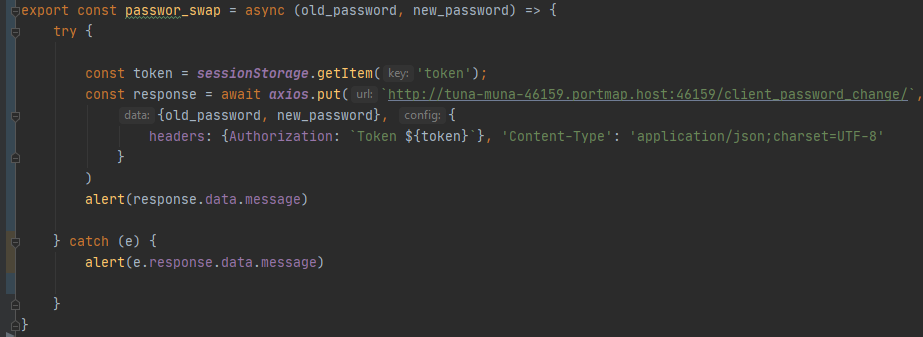 export const passwor_swap = async (old_password, new_password) => {
try {
const token = sessionStorage.getItem( key: 'token');
const response = await axios.put( url: `http://tuna-muna-46159.portmap.host:46159/client_password_change/`,
data: {old_password, new_password}, config: {
headers: {Authorization: `Token ${token}`}, 'Content-Type': 'application/json;charset=UTF-8'
}
)
alert(response.data.message)
} catch (e) {
alert(e.response.data.message)
}
}